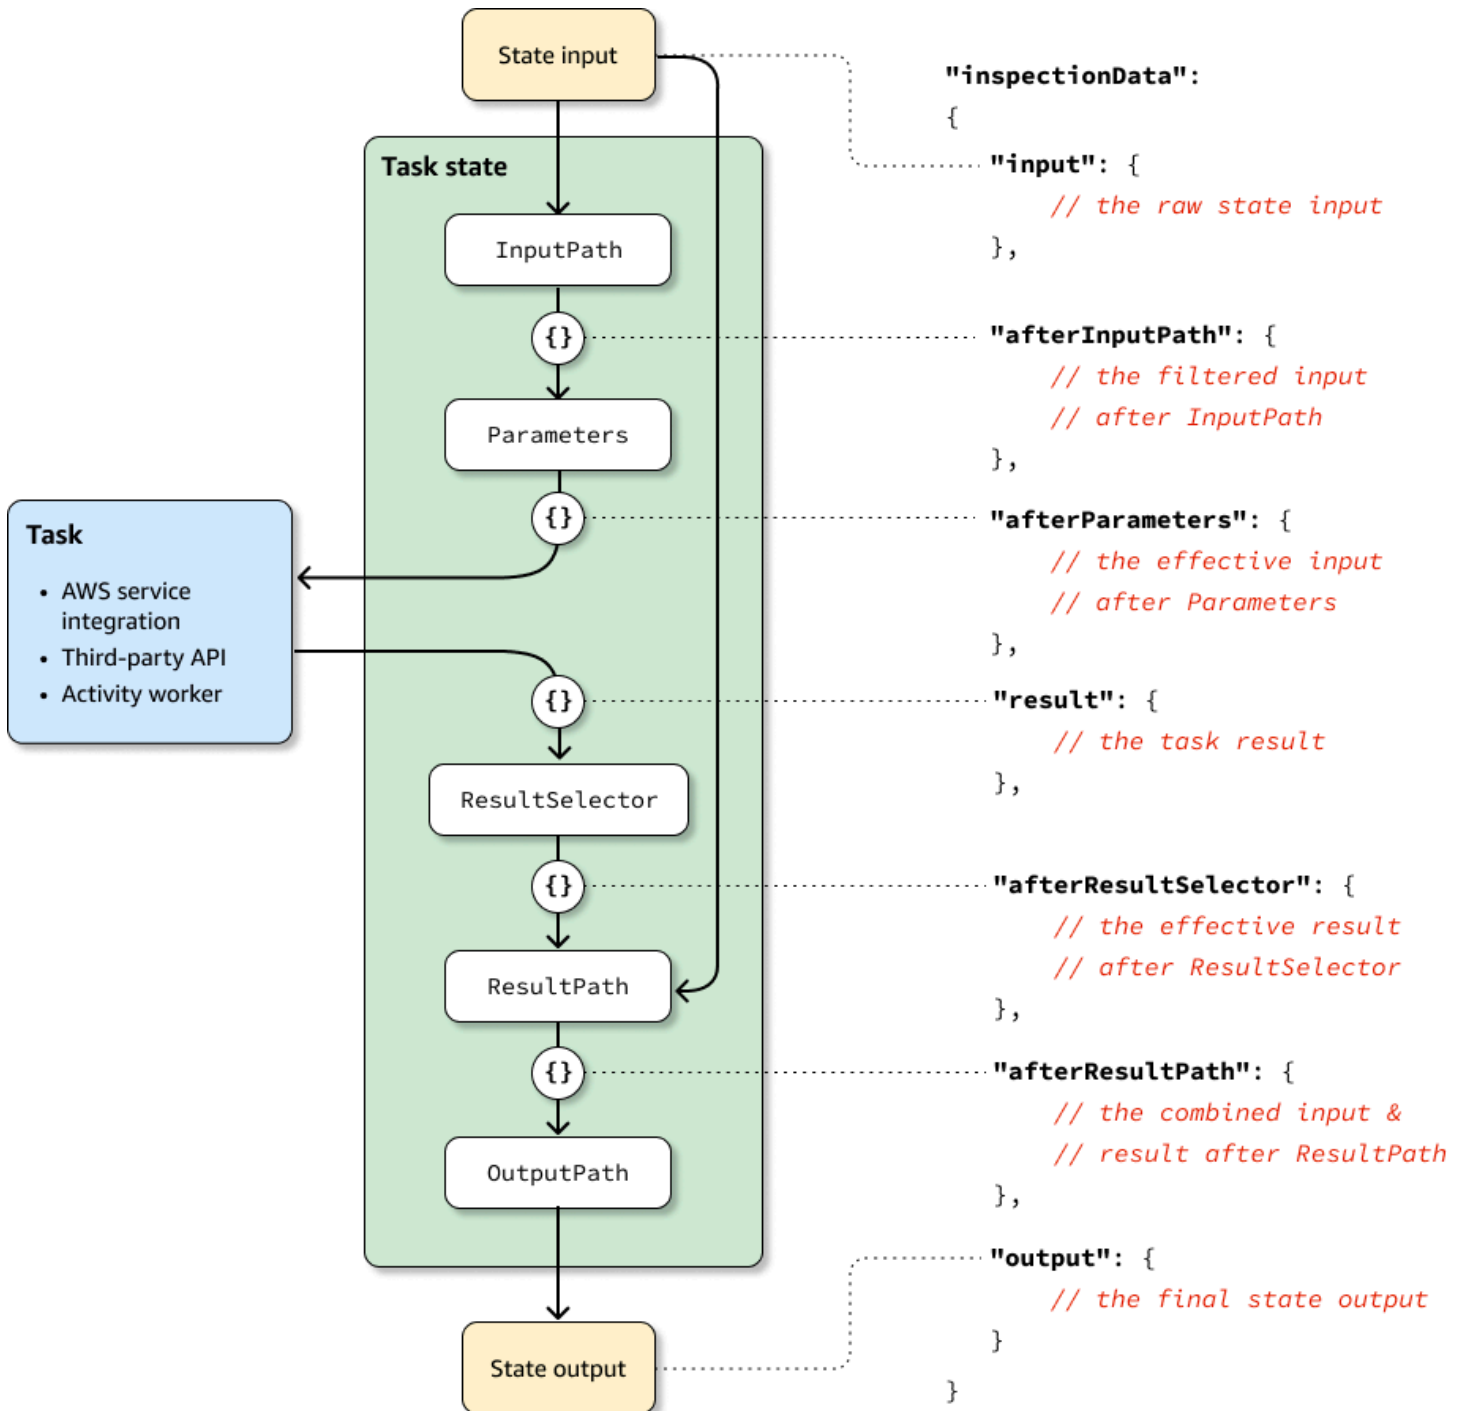 State input
Task state
InputPath
{}
Parameters
{}
Task
• AWS service
integration
• Third-party API
• Activity worker
{}
ResultSelector
{}
ResultPath
{}
OutputPath
State output
"inspectionData":
{
"input": {
// the raw state input
},
"afterInputPath": {
// the filtered input
// after InputPath
},
"afterParameters": {
// the effective input
// after Parameters
},
"result": {
// the task result
},
"afterResultSelector": {
// the effective result
// after ResultSelector
},
"afterResultPath": {
// the combined input &
// result after ResultPath
},
"output": {
// the final state output
}
}